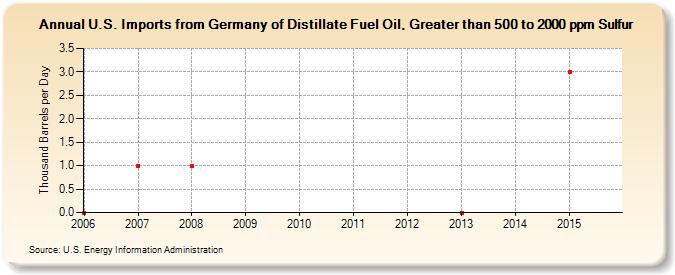 Annual U.S. Imports from Germany of Distillate Fuel Oil, Greater than 500 to 2000 ppm Sulfur
Thousand Barrels per Day
3.5
3.0
2.5
2.0
1.5
1.0
0.5
0.0
2006 2007 2008 2009 2010 2011 2012 2013 2014 2015
Source: U.S. Energy Information Administration